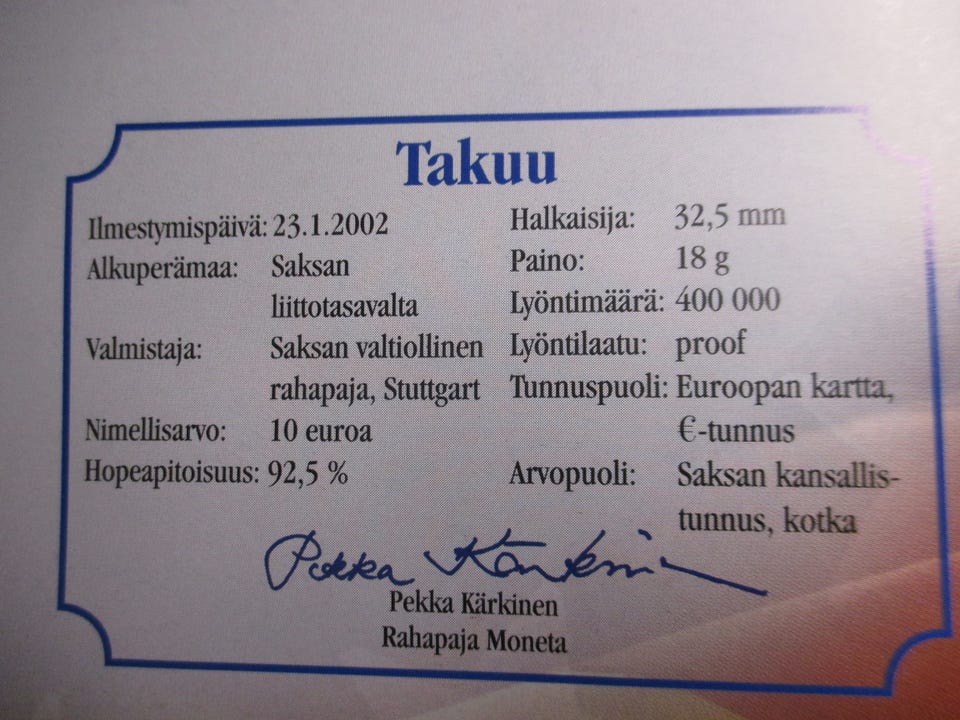 Takuu
Ilmestymispäivä: 23.1.2002
Alkuperämaa: Saksan
liittotasavalta
Valmistaja: Saksan valtiollinen
rahapaja, Stuttgart
Nimellisarvo: 10 euroa
Hopeapitoisuus: 92,5 %
Halkaisija: 32,5 mm
Paino: 18 g
Lyöntimäärä: 400 000
Lyöntilaatu: proof
Tunnuspuoli: Euroopan kartta,
€-tunnus
Arvopuoli: Saksan kansallis-
tunnus, kotka
Pekka Kärkinen
Pekka Kärkinen
Rahapaja Moneta